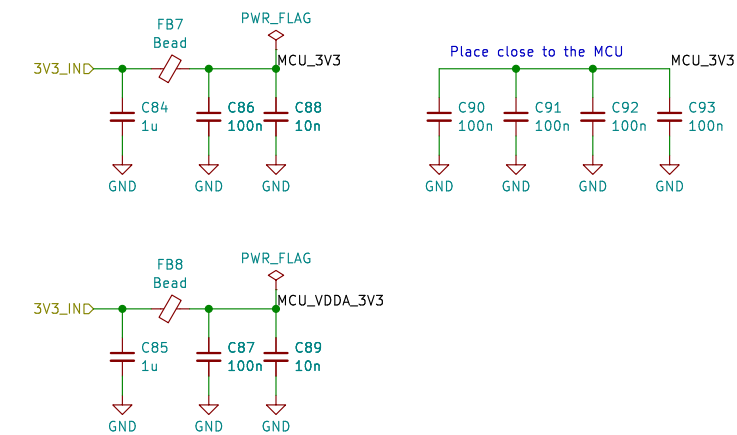 FB7
Bead
PWR_FLAG
3V3_IN
MCU_3V3
C84
1u
C86
100n
C88
10n
GND
GND
GND
Place close to the MCU
MCU_3V3
C90
100n
C91
100n
C92
100n
C93
100n
GND
GND
GND
GND
FB8
Bead
PWR_FLAG
3V3_IN
MCU_VDDA_3V3
C85
1u
C87
100n
C89
10n
GND
GND
GND